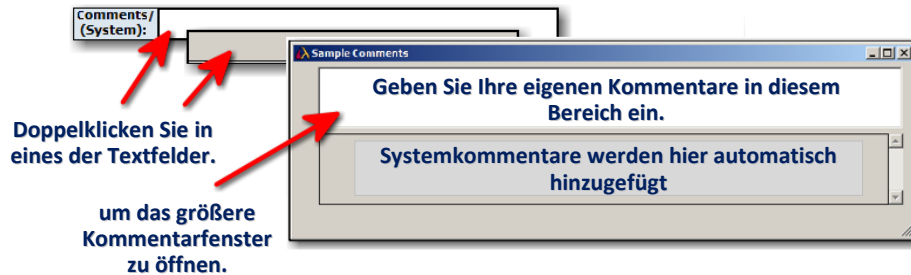 Comments/
(System):
Sample Comments
Geben Sie Ihre eigenen Kommentare in diesem
Bereich ein.
Doppelklicken Sie in
eines der Textfelder.
Systemkommentare werden hier automatisch
hinzugefügt
um das größere
Kommentarfenster
zu öffnen.